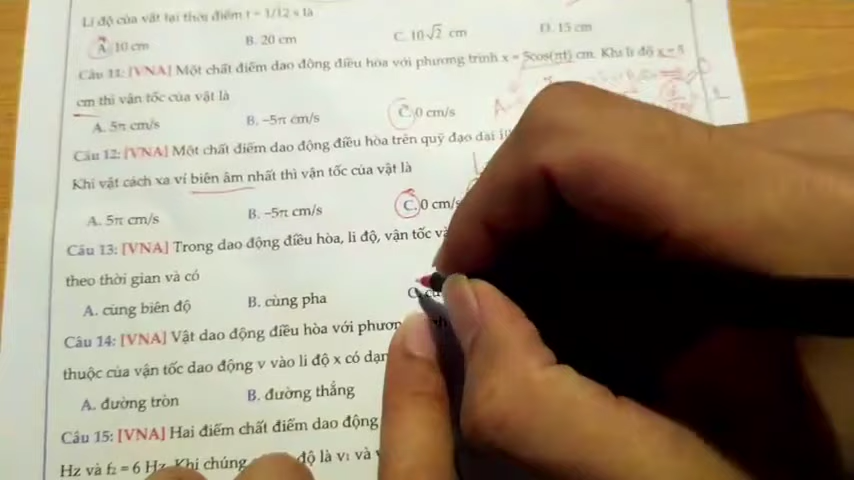 Li độ của vật tại thời điểm t = 1/12 s là
A. 10 cm B. 20 cm C. 10√2 cm D. 15 cm
Câu 11: [VNA] Một chất điểm dao động điều hòa với phương trình x = 5cos(πt) cm. Khi li độ x = 5
cm thì vận tốc của vật là
A. 5π cm/s B. −5π cm/s C. 0 cm/s
Câu 12: [VNA] Một chất điểm dao động điều hòa trên quỹ đạo dài
Khi vật cách xa vị biên âm nhất thì vận tốc của vật là
A. 5π cm/s B. −5π cm/s C. 0 cm/s
Câu 13: [VNA] Trong dao động điều hòa, li độ, vận tốc
theo thời gian và có
A. cùng biên độ B. cùng pha
Câu 14: [VNA] Vật dao động điều hòa với
thuộc của vận tốc dao động v vào li độ x có
A. đường tròn B. đường thẳng
Câu 15: [VNA] Hai điểm chất điểm dao động
Hz và f₂ = 6 Hz. Khi chúng độ là v₁ và